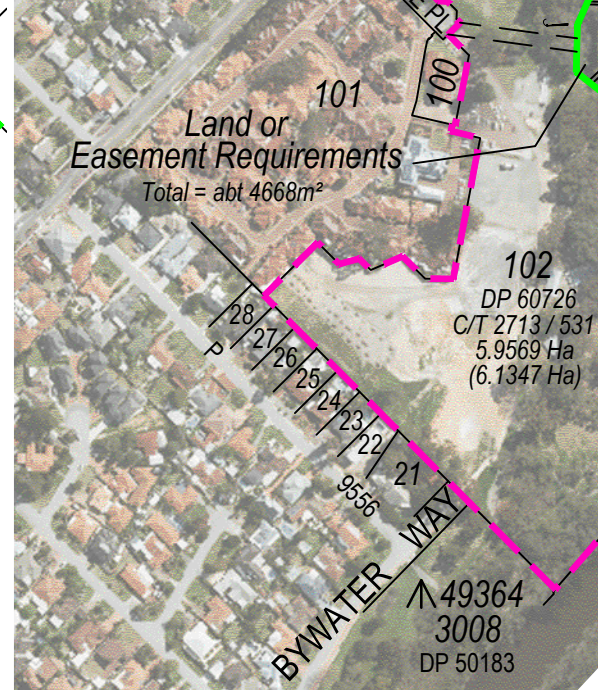 E PL
100
101
Land or
Easement Requirements
Total = abt 4668m²
102
DP 60726
C/T 2713 / 531
5.9569 Ha
(6.1347 Ha)
28
27
26
25
24
23
22
21
P
9556
BYWATER WAY
49364
3008
DP 50183